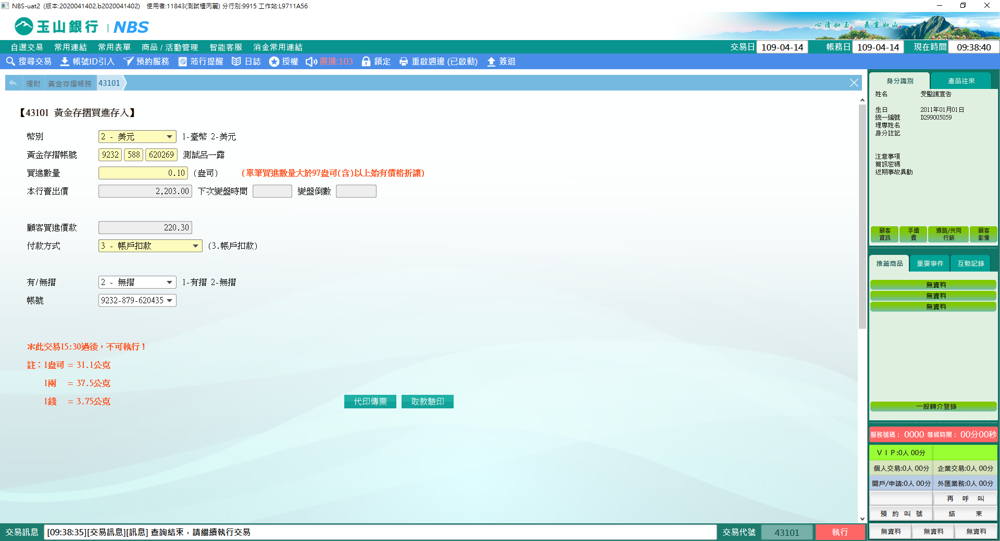 NBS-uat2 (版本:2020041402.b2020041402) 使用者:11843(測試櫃丙麗) 分行別:9915 工作站:L9711A56
玉山銀行 | NBS
心清如玉。義重如山。
自選交易 常用連結 常用表單 商品 / 活動管理 智能客服 消金常用連結 交易日 109-04-14 帳務日 109-04-14 現在時間 09:38:40
搜尋交易 帳號ID引入 預約服務 蒞行提醒 日誌 授權 廣播:103 鎖定 重啟週邊 (已啟動) 簽退
理財 黃金存摺帳務 43101
【43101 黃金存摺買進存入】
幣別 2 - 美元 1-臺幣 2-美元
黃金存摺帳號 9232 588 620269 測試呂一露
買進數量 0.10 (盎司) (單筆買進數量大於97盎司(含)以上始有價格折讓)
本行賣出價 2,203.00 下次變盤時間 變盤倒數
顧客買進價款 220.30
付款方式 3 - 帳戶扣款 (3.帳戶扣款)
有/無摺 2 - 無摺 1-有摺 2-無摺
帳號 9232-879-620435
＊此交易15:30過後，不可執行！
註：1盎司 = 31.1公克
1兩 = 37.5公克
1錢 = 3.75公克
代印傳票 取款驗印
交易訊息 [09:38:35][交易訊息][訊息] 查詢結束，請繼續執行交易 交易代號 43101 執行
身分識別 產品往來
姓名 受監護宣告
生日 2011年01月01日
統一編號 D299005059
理專姓名
身分註記
注意事項
簡訊密碼
近期事故異動
顧客資訊 手續費 通路/共同行銷 顧客影像
推薦商品 重要事件 互動記錄
無資料
無資料
無資料
一般轉介登錄
服務號碼： 0000 等候時間： 00分00秒
ＶＩＰ:0人 00分
個人交易:0人 00分 企業交易:0人 00分
開戶/申請:0人 00分 外匯業務:0人 00分
再 呼 叫
預 約 叫 號 結 束
無資料 無資料 無資料